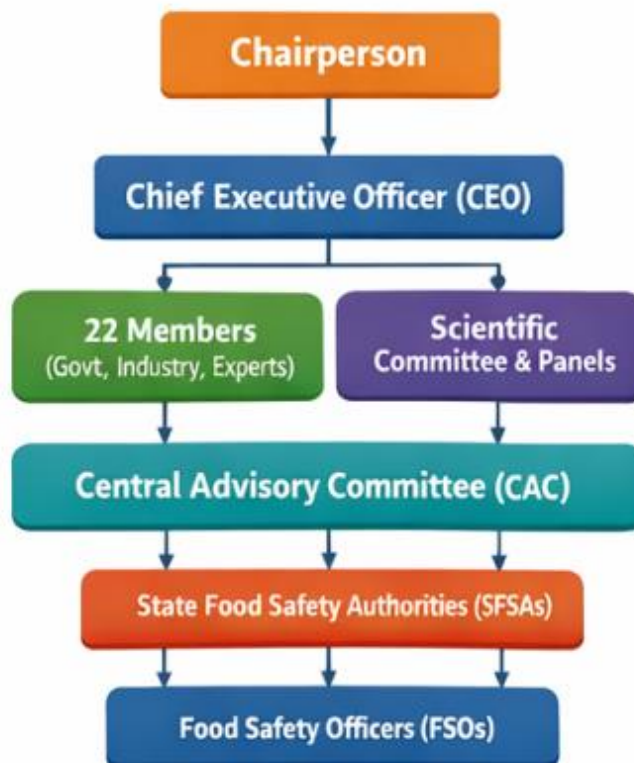 Chairperson
Chief Executive Officer (CEO)
22 Members
(Govt, Industry, Experts)
Scientific
Committee & Panels
Central Advisory Committee (CAC)
State Food Safety Authorities (SFSAs)
Food Safety Officers (FSOs)